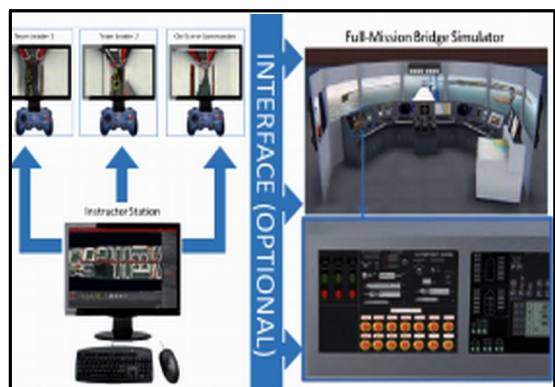 Team Leader 1
Team Leader 2
On-Scene Commander
Full-Mission Bridge Simulator
INTERFACE (OPTIONAL)
Instructor Station